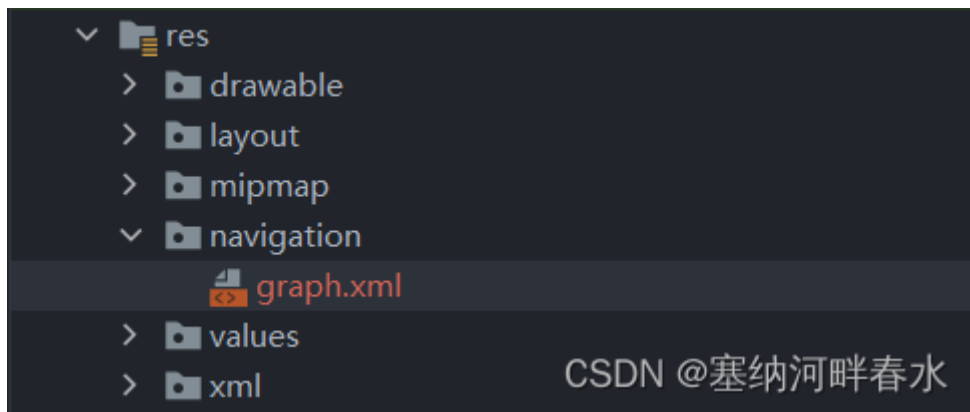 res
drawable
layout
mipmap
navigation
graph.xml
values
xml
CSDN @塞纳河畔春水